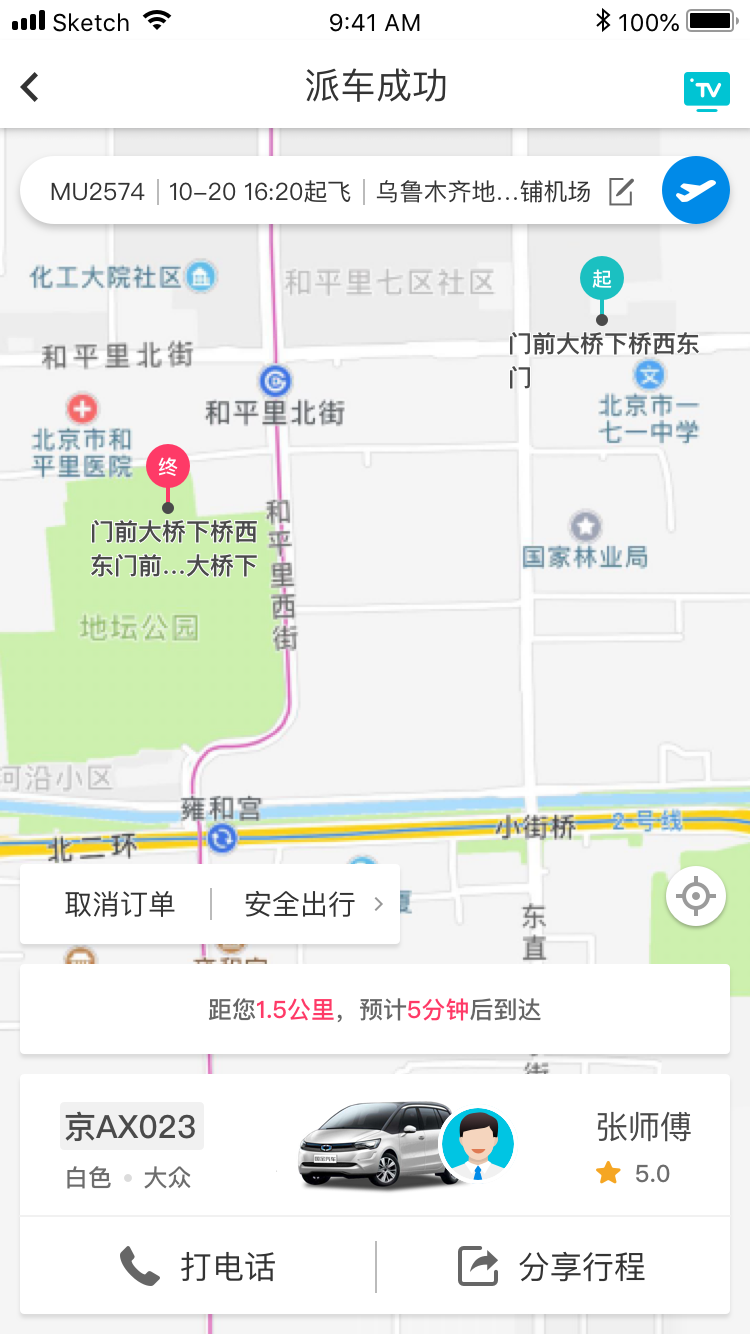 Sketch 9:41 AM 100%
派车成功
TV
MU2574 | 10-20 16:20起飞 | 乌鲁木齐地...铺机场
化工大院社区
和平里七区社区
起
门前大桥下桥西东
门
和平里北街
和平里北街
北京市一
七一中学
文
北京市和
平里医院
终
门前大桥下桥西
东门前...大桥下
和平里西街
国家林业局
地坛公园
河沿小区
雍和宫
小街桥
2号线
北二环
取消订单 | 安全出行
厦
东直
雍和宫
距您1.5公里，预计5分钟后到达
街
京AX023
白色 • 大众
张师傅
5.0
打电话
分享行程